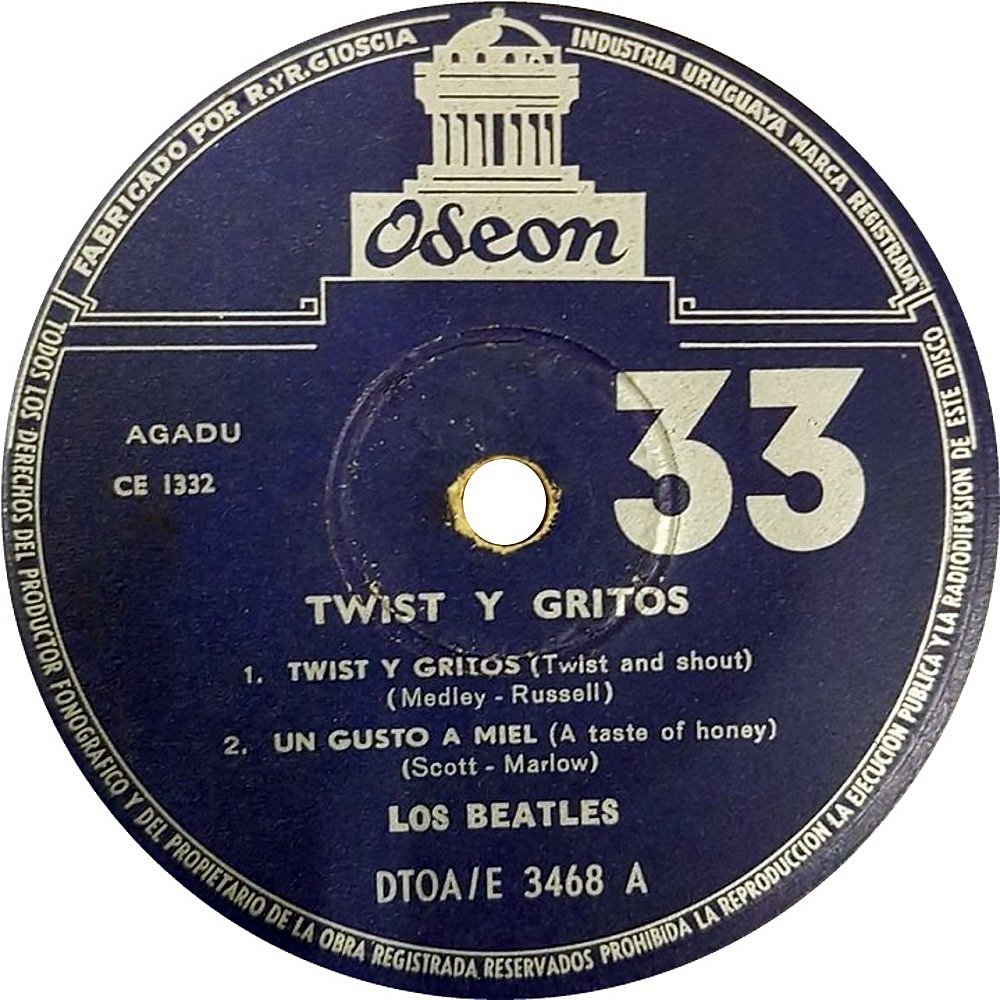 FABRICADO POR R.YR.GIOSCIA
INDUSTRIA URUGUAYA MARCA REGISTRADA
Odeon
33
AGADU
CE 1332
TWIST Y GRITOS
1. TWIST Y GRITOS (Twist and shout)
(Medley - Russell)
2. UN GUSTO A MIEL (A taste of honey)
(Scott - Marlow)
LOS BEATLES
DTOA/E 3468 A
TODOS LOS DERECHOS DEL PRODUCTOR FONOGRAFICO Y DEL PROPIETARIO DE LA OBRA REGISTRADA RESERVADOS PROHIBIDA LA REPRODUCCION LA EJECUCION PUBLICA Y LA RADIODIFUSION DE ESTE DISCO